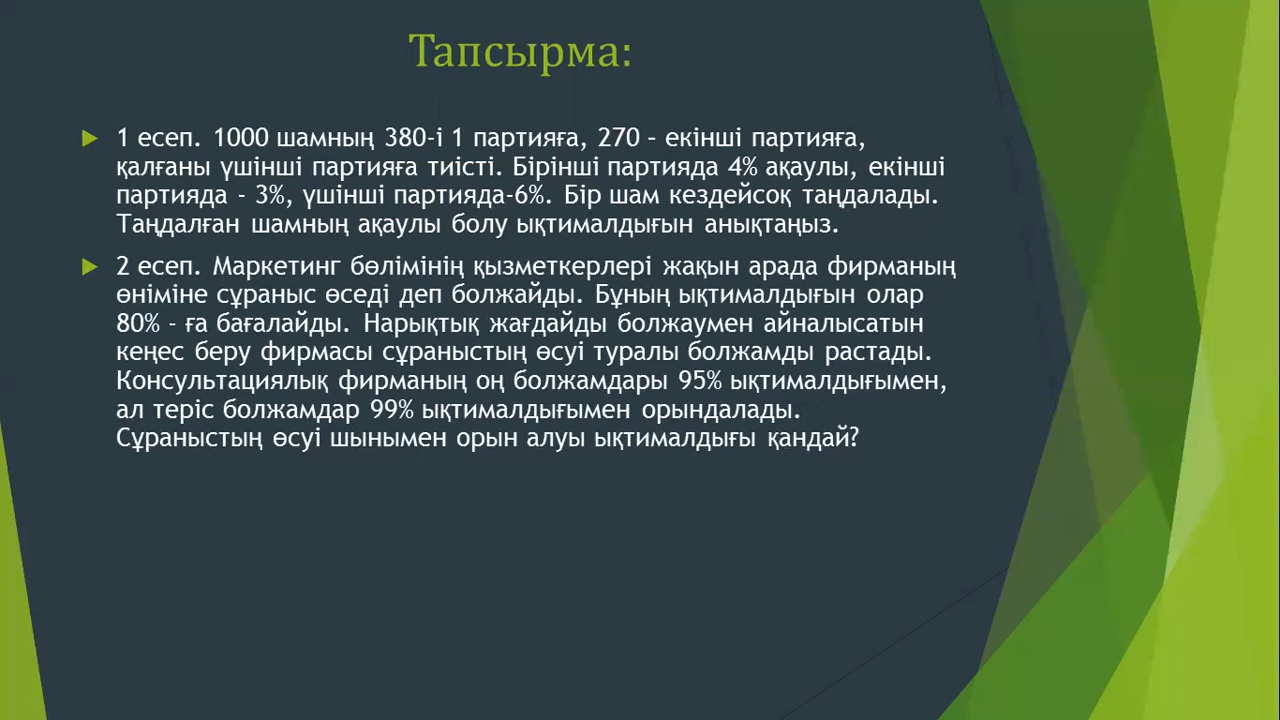 Тапсырма:
1 есеп. 1000 шамның 380-і 1 партияға, 270 – екінші партияға,
қалғаны үшінші партияға тиісті. Бірінші партияда 4% ақаулы, екінші
партияда - 3%, үшінші партияда-6%. Бір шам кездейсоқ таңдалады.
Таңдалған шамның ақаулы болу ықтималдығын анықтаңыз.
2 есеп. Маркетинг бөлімінің қызметкерлері жақын арада фирманың
өніміне сұраныс өседі деп болжайды. Бұның ықтималдығын олар
80% - ға бағалайды. Нарықтық жағдайды болжаумен айналысатын
кеңес беру фирмасы сұраныстың өсуі туралы болжамды растады.
Консультациялық фирманың оң болжамдары 95% ықтималдығымен,
ал теріс болжамдар 99% ықтималдығымен орындалады.
Сұраныстың өсуі шынымен орын алуы ықтималдығы қандай?